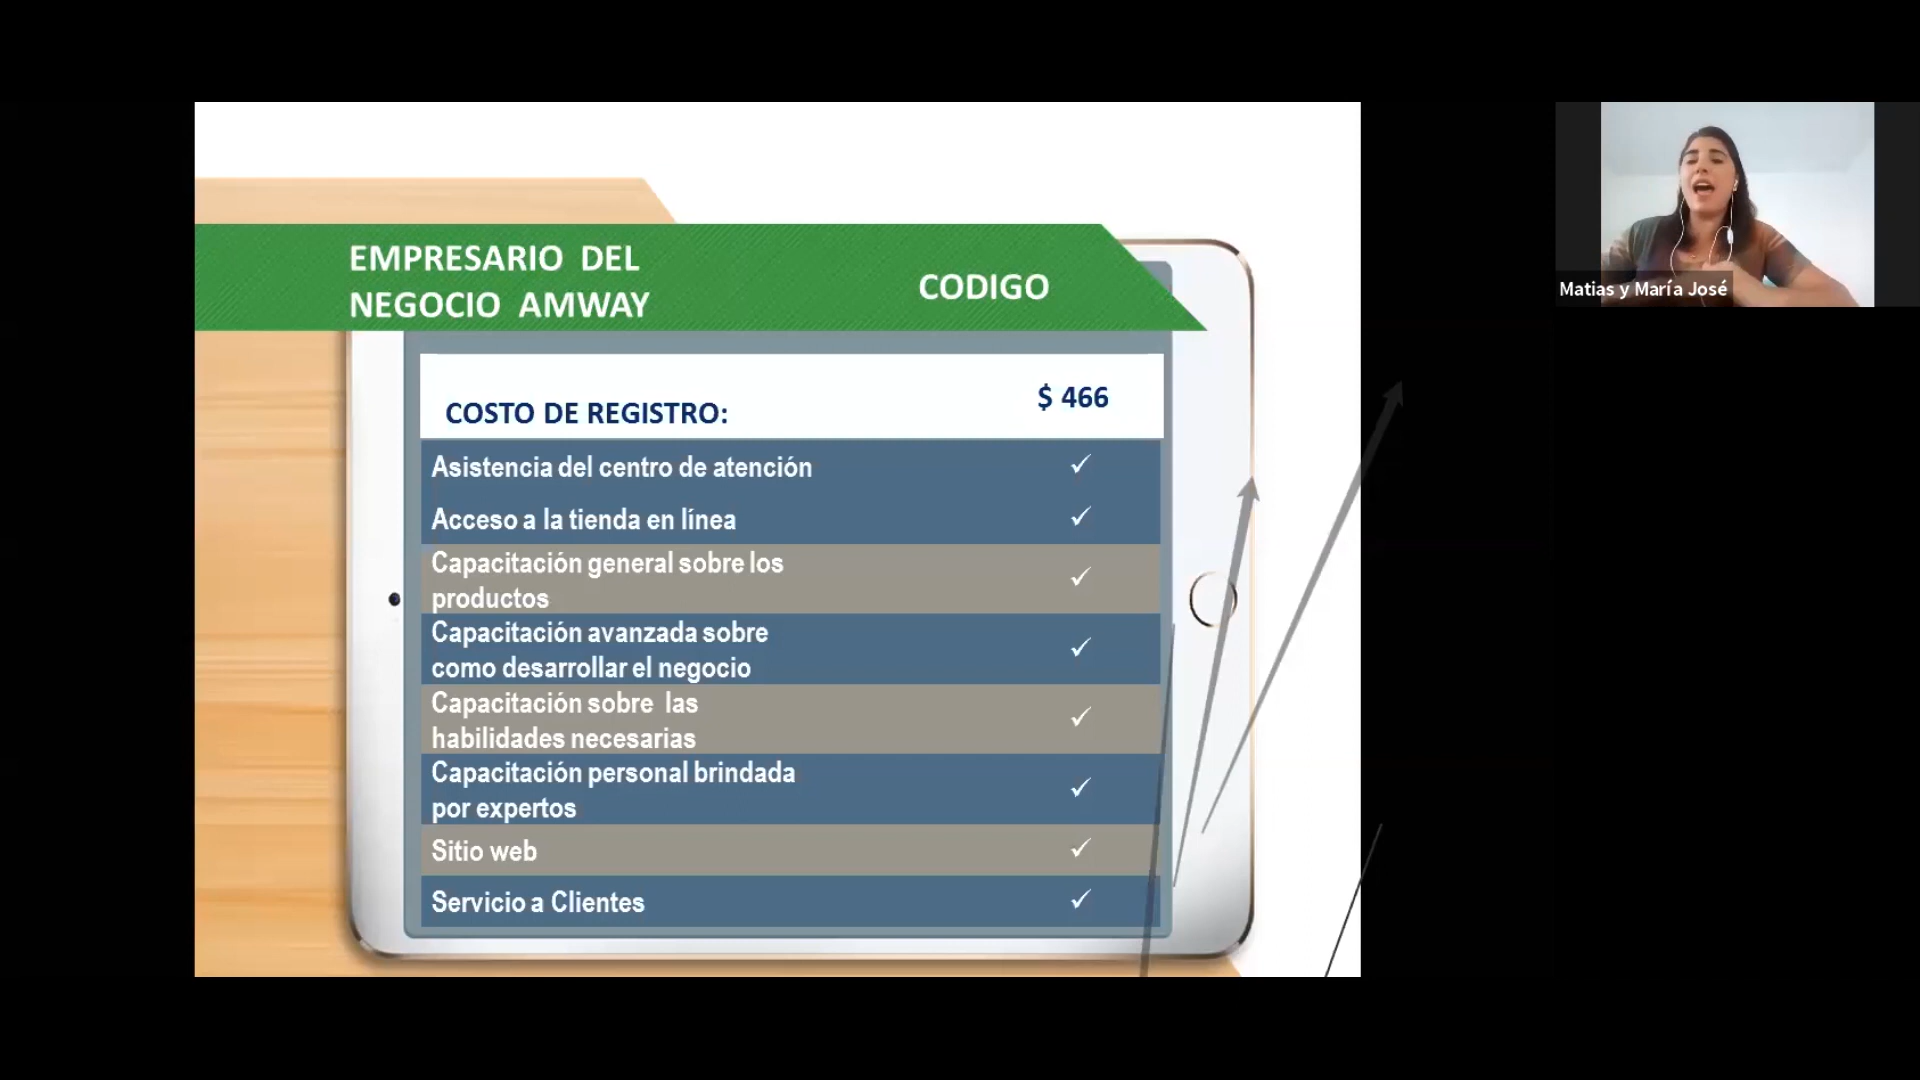 EMPRESARIO DEL
NEGOCIO AMWAY
CODIGO
COSTO DE REGISTRO:
$ 466
Asistencia del centro de atención
✓
Acceso a la tienda en línea
✓
Capacitación general sobre los
productos
✓
Capacitación avanzada sobre
como desarrollar el negocio
✓
Capacitación sobre las
habilidades necesarias
✓
Capacitación personal brindada
por expertos
✓
Sitio web
✓
Servicio a Clientes
✓
Matias y María José